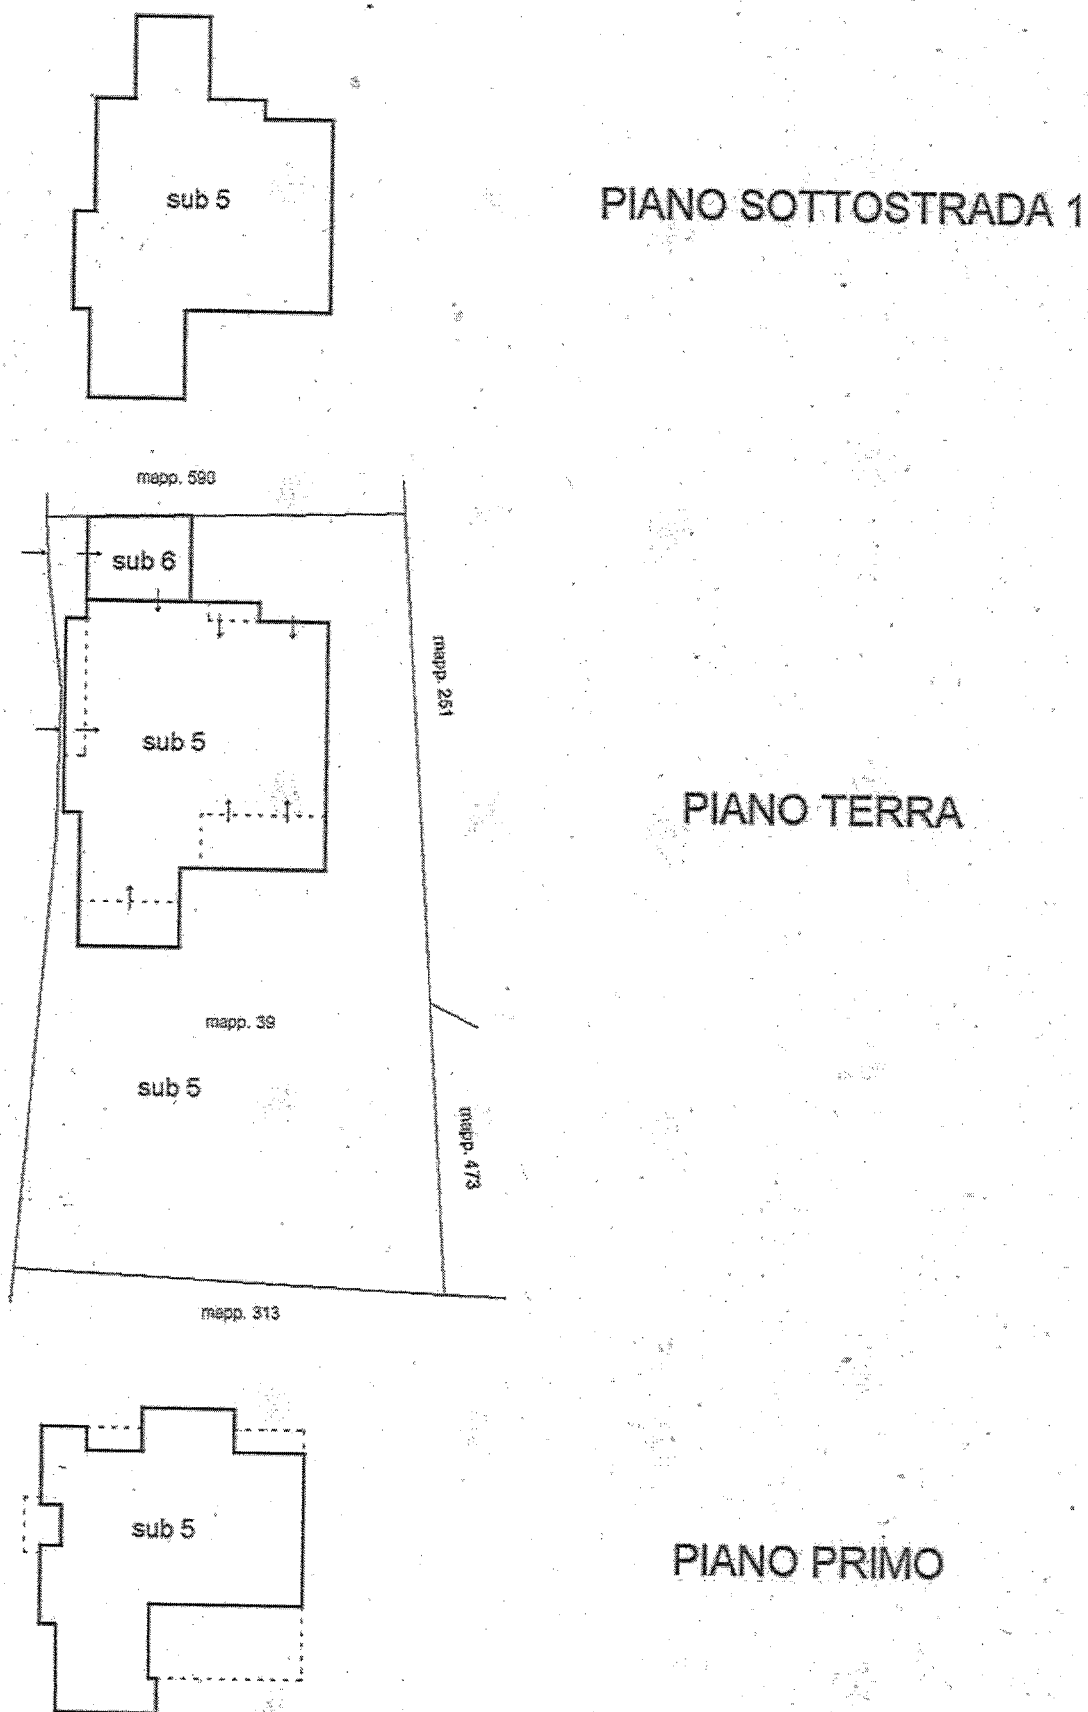 sub 5
PIANO SOTTOSTRADA 1
mapp. 590
sub 6
mapp. 251
sub 5
PIANO TERRA
mapp. 39
sub 5
mapp. 473
mapp. 313
sub 5
PIANO PRIMO